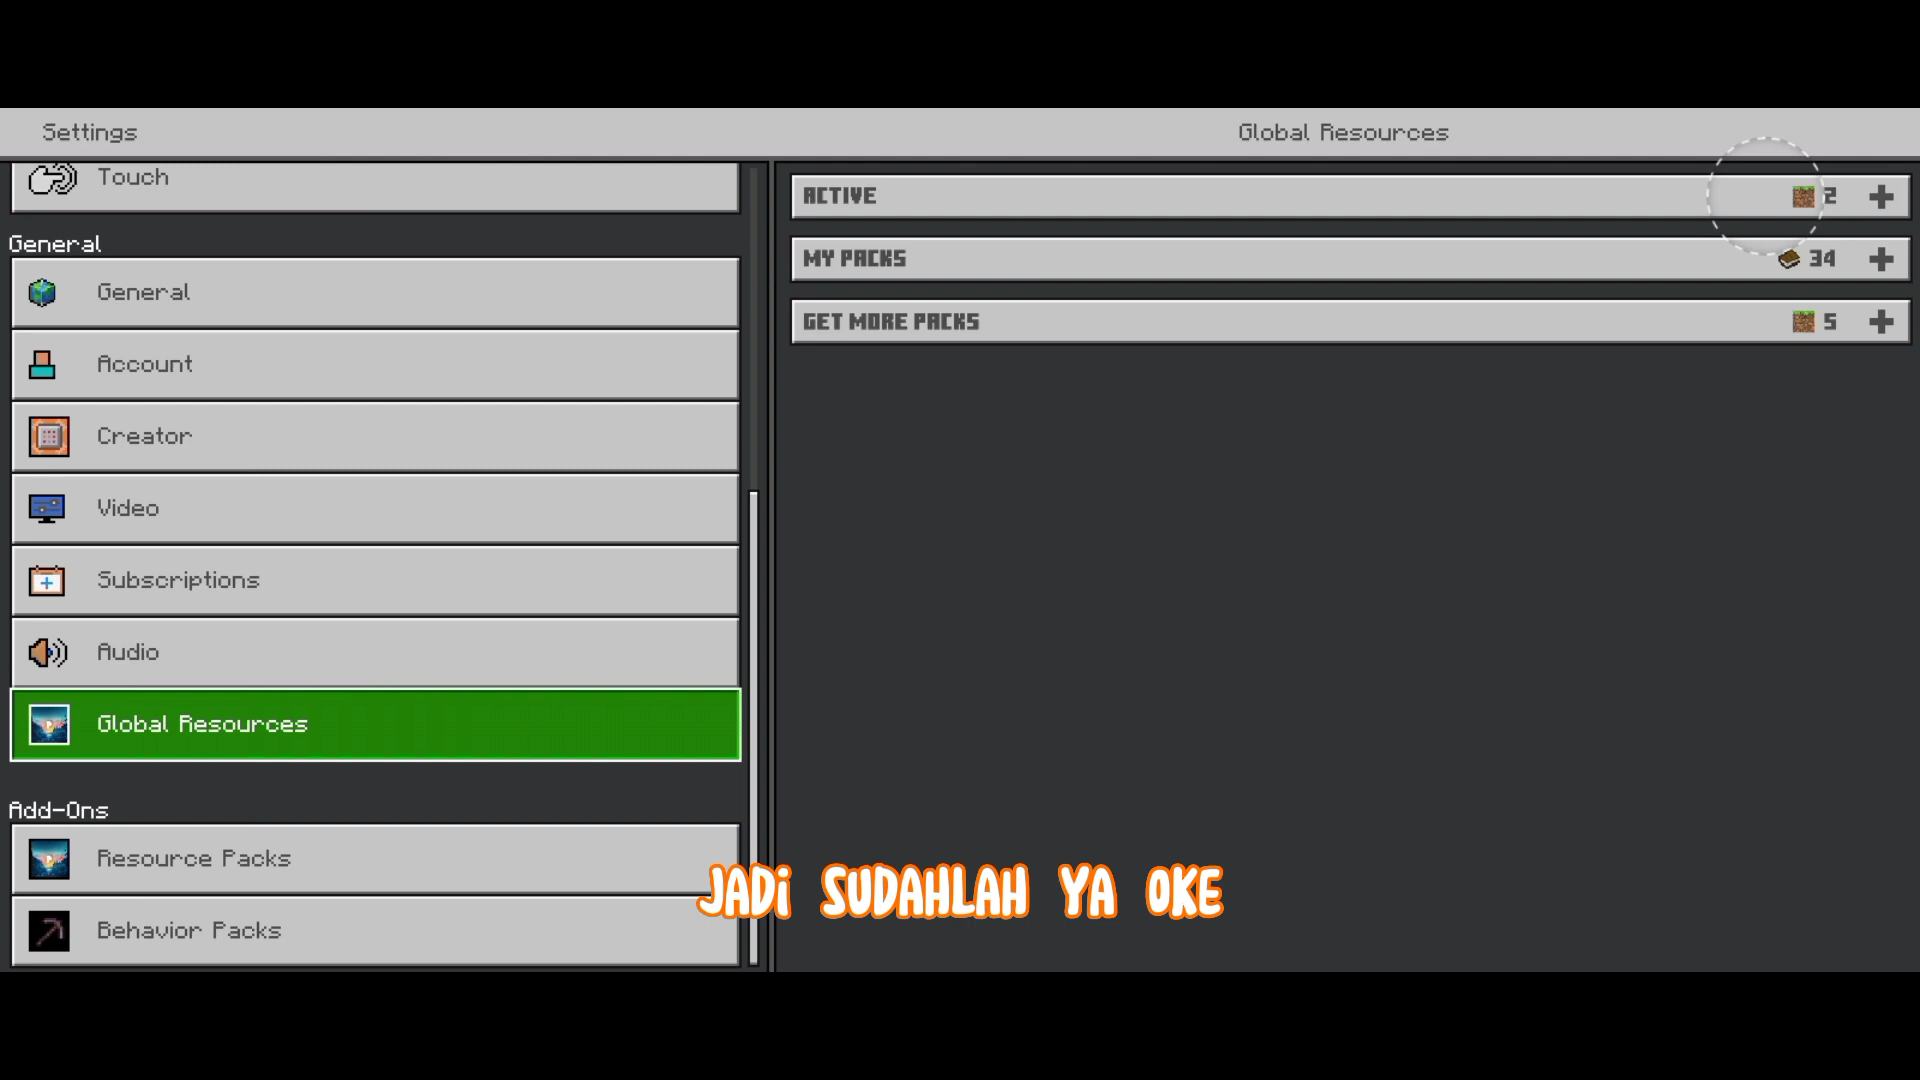 Settings
Global Resources
Touch
General
General
Account
Creator
Video
Subscriptions
Audio
Global Resources
Add-Ons
Resource Packs
Behavior Packs
ACTIVE 2
MY PACKS 34
GET MORE PACKS 5
JADI SUDAHLAH YA OKE